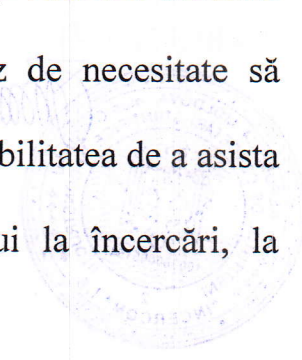 z de necesitate să
bilitatea de a asista
ui la încercări, la